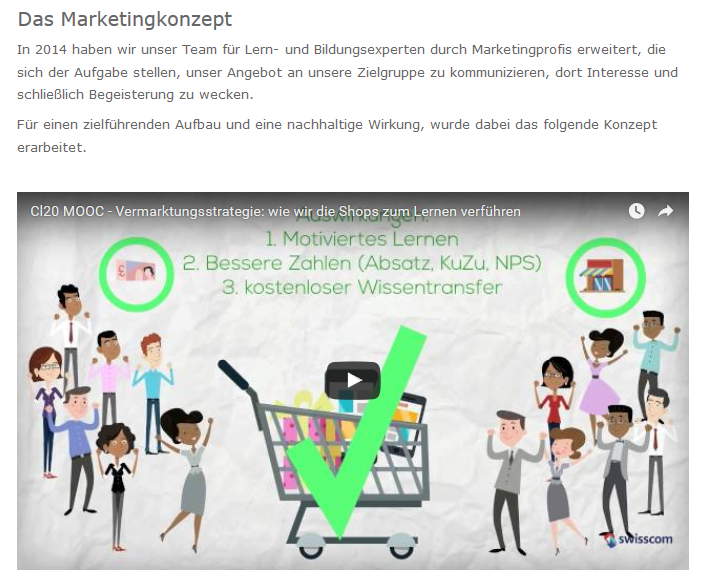 Das Marketingkonzept
In 2014 haben wir unser Team für Lern- und Bildungsexperten durch Marketingprofis erweitert, die
sich der Aufgabe stellen, unser Angebot an unsere Zielgruppe zu kommunizieren, dort Interesse und
schließlich Begeisterung zu wecken.
Für einen zielführenden Aufbau und eine nachhaltige Wirkung, wurde dabei das folgende Konzept
erarbeitet.
Cl20 MOOC - Vermarktungsstrategie: wie wir die Shops zum Lernen verführen
Auswirkungen:
1. Motiviertes Lernen
2. Bessere Zahlen (Absatz, KuZu, NPS)
3. kostenloser Wissentransfer
£
swisscom